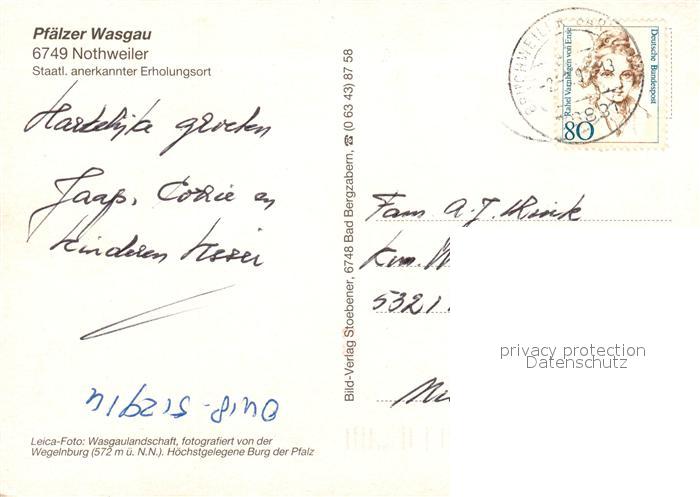 Pfälzer Wasgau
6749 Nothweiler
Staatl. anerkannter Erholungsort
Hartelijke groeten
Jaap, Corrie en
kinderen
Bild-Verlag Stoebener, 6748 Bad Bergzabern, ☎ (0 63 43) 87 58
Rahel Varnhagen von Ense
Deutsche Bundespost
80
Fam A.J.
5321
privacy protection
Datenschutz
Leica-Foto: Wasgaulandschaft, fotografiert von der
Wegelnburg (572 m ü. N.N.). Höchstgelegene Burg der Pfalz